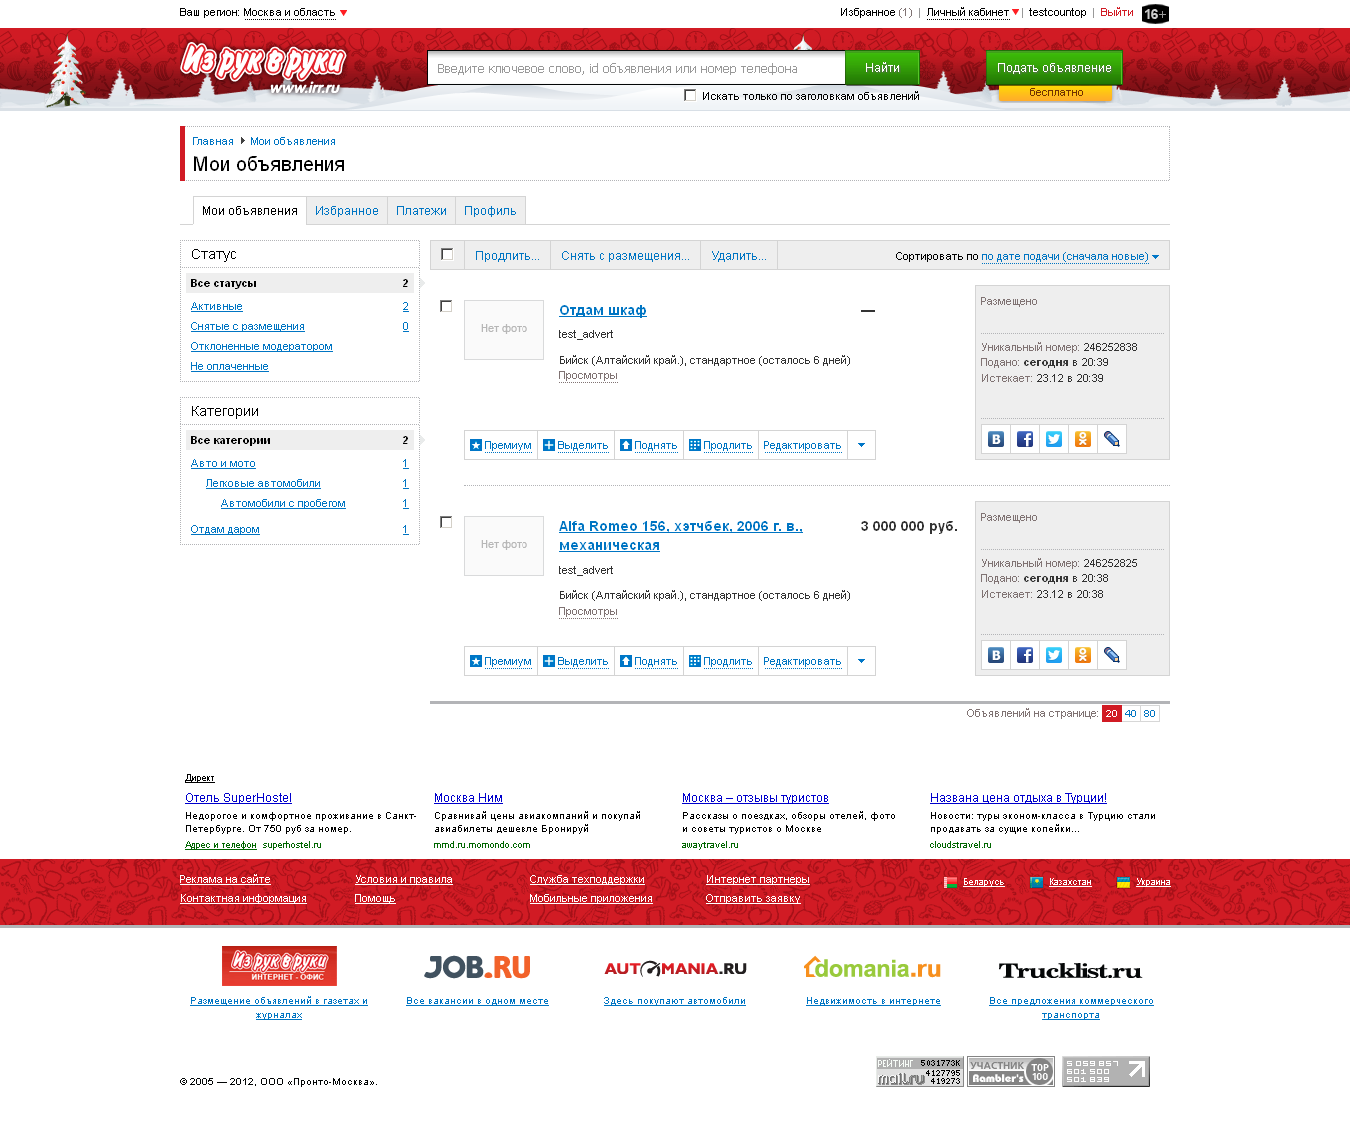 Ваш регион: Москва и область
Избранное (1) | Личный кабинет | testcountop | Выйти 16+
Из рук в руки
www.irr.ru
Введите ключевое слово, id объявления или номер телефона
Найти
Подать объявление
бесплатно
Искать только по заголовкам объявлений
Главная Мои объявления
Мои объявления
Мои объявления Избранное Платежи Профиль
Статус
Все статусы 2
Активные 2
Снятые с размещения 0
Отклоненные модератором
Не оплаченные
Категории
Все категории 2
Авто и мото 1
Легковые автомобили 1
Автомобили с пробегом 1
Отдам даром 1
Продлить... Снять с размещения... Удалить...
Сортировать по по дате подачи (сначала новые)
Нет фото
Отдам шкаф —
test_advert
Бийск (Алтайский край.), стандартное (осталось 6 дней)
Просмотры
Размещено
Уникальный номер: 246252838
Подано: сегодня в 20:39
Истекает: 23.12 в 20:39
Премиум Выделить Поднять Продлить Редактировать
Нет фото
Alfa Romeo 156, хэтчбек, 2006 г. в., 3 000 000 руб.
механическая
test_advert
Бийск (Алтайский край.), стандартное (осталось 6 дней)
Просмотры
Размещено
Уникальный номер: 246252825
Подано: сегодня в 20:38
Истекает: 23.12 в 20:38
Премиум Выделить Поднять Продлить Редактировать
Объявлений на странице: 20 40 80
Директ
Отель SuperHostel
Недорогое и комфортное проживание в Санкт-
Петербурге. От 750 руб за номер.
Адрес и телефон superhostel.ru
Москва Ним
Сравнивай цены авиакомпаний и покупай
авиабилеты дешевле Бронируй
mmd.ru.momondo.com
Москва – отзывы туристов
Рассказы о поездках, обзоры отелей, фото
и советы туристов о Москве
awaytravel.ru
Названа цена отдыха в Турции!
Новости: туры эконом-класса в Турцию стали
продавать за сущие копейки...
cloudstravel.ru
Реклама на сайте Условия и правила Служба техподдержки Интернет партнеры
Беларусь Казахстан Украина
Контактная информация Помощь Мобильные приложения Отправить заявку
Из рук в руки
ИНТЕРНЕТ - ОФИС
Размещение объявлений в газетах и
журналах
JOB.RU
Все вакансии в одном месте
AUTOMANIA.RU
Здесь покупают автомобили
domania.ru
Недвижимость в интернете
Trucklist.ru
Все предложения коммерческого
транспорта
© 2005 — 2012, ООО «Пронто-Москва».
РЕЙТИНГ 5031773K
mail.ru 4127795
419273
УЧАСТНИК
Rambler's
TOP
100
5 059 857
601 500
501 839